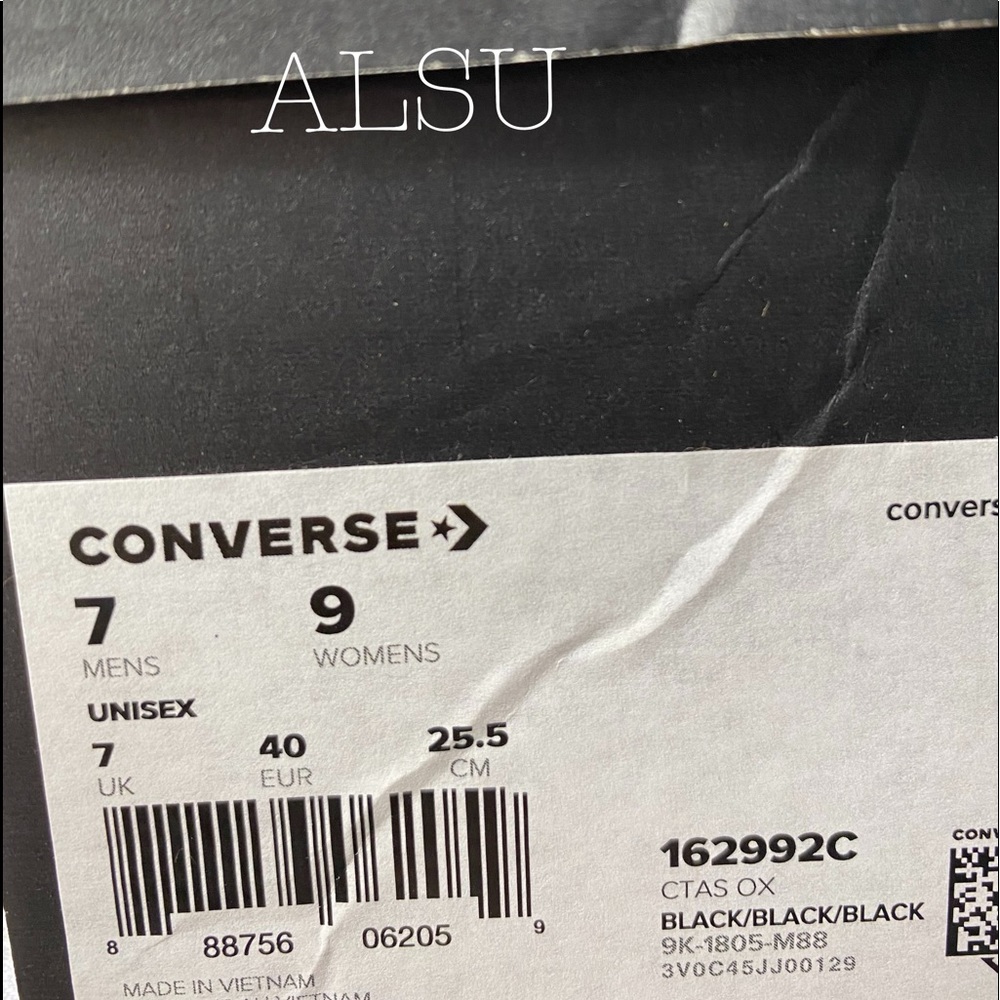 ALSU
CONVERSE
convers
7 9
MENS WOMENS
UNISEX
7 40 25.5
UK EUR CM
8 88756 06205 9
MADE IN VIETNAM
162992C
CTAS OX
BLACK/BLACK/BLACK
9K-1805-M88
3V0C45JJ00129
CONV